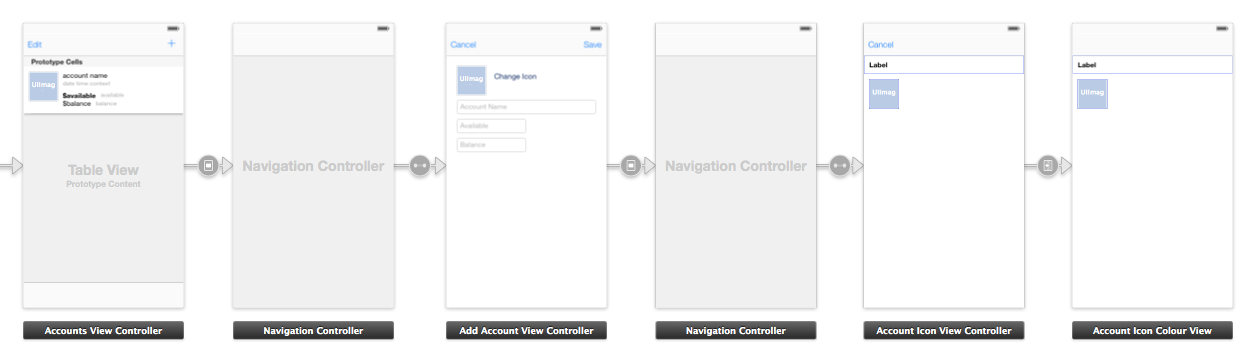 Edit
+
Prototype Cells
UIImag
account name
date time context
$available available
$balance balance
Table View
Prototype Content
Accounts View Controller
Navigation Controller
Navigation Controller
Cancel Save
UIImag
Change Icon
Account Name
Available
Balance
Add Account View Controller
Navigation Controller
Navigation Controller
Cancel
Label
UIImag
Account Icon View Controller
Label
UIImag
Account Icon Colour View